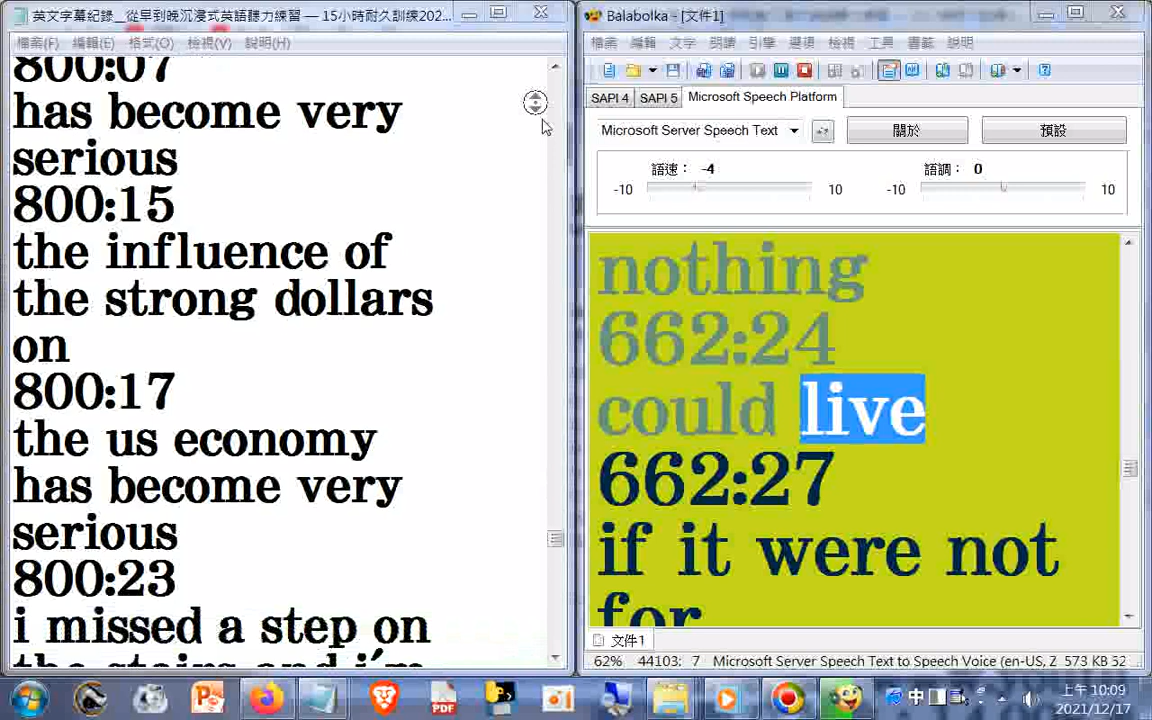 英文字幕紀錄__從早到晚沉浸式英語聽力練習 — 15小時耐久訓練202...
檔案(F) 編輯(E) 格式(O) 檢視(V) 說明(H)
800:07
has become very
serious
800:15
the influence of
the strong dollars
on
800:17
the us economy
has become very
serious
800:23
i missed a step on
the stairs and i'm
Balabolka - [文件1]
檔案 編輯 文字 朗讀 引擎 選項 檢視 工具 書籤 說明
SAPI 4 SAPI 5 Microsoft Speech Platform
Microsoft Server Speech Text 關於 預設
語速： -4 語調： 0
-10 10 -10 10
nothing
662:24
could live
662:27
if it were not
for
文件1
62% 44103: 7 Microsoft Server Speech Text to Speech Voice (en-US, Z 573 KB 52
中 上午 10:09
2021/12/17